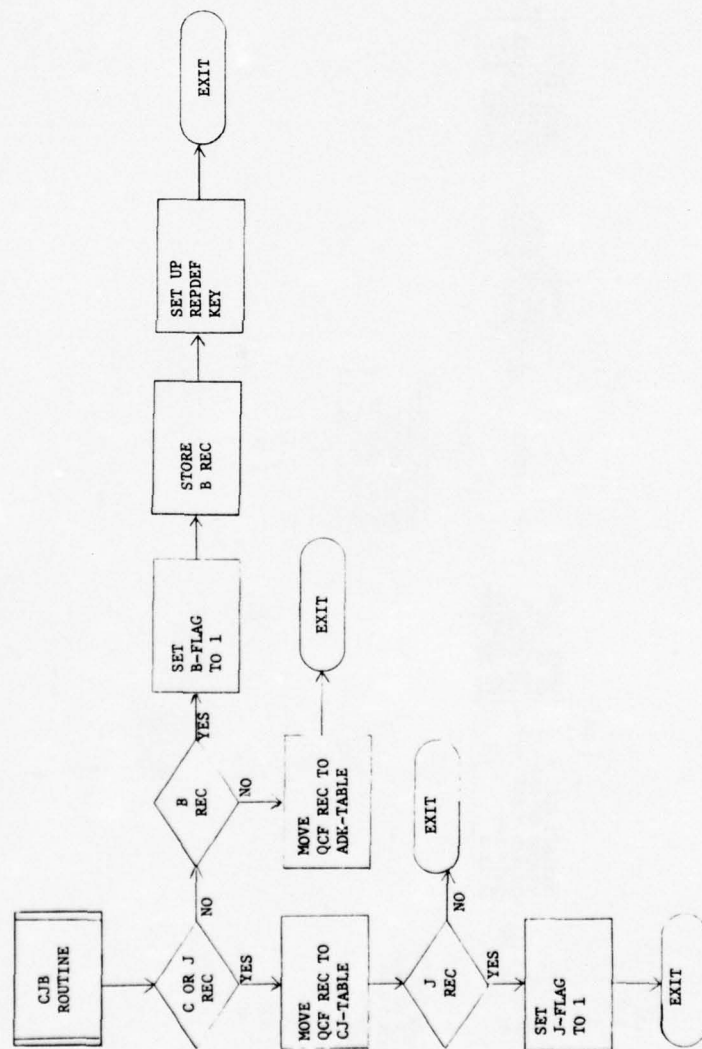 CJB
ROUTINE
C OR J
REC
NO
YES
B
REC
YES
NO
SET
B-FLAG
TO 1
STORE
B REC
SET UP
REPDEF
KEY
EXIT
MOVE
QCF REC TO
ADK-TABLE
EXIT
MOVE
QCF REC TO
CJ-TABLE
J
REC
NO
YES
EXIT
SET
J-FLAG
TO 1
EXIT